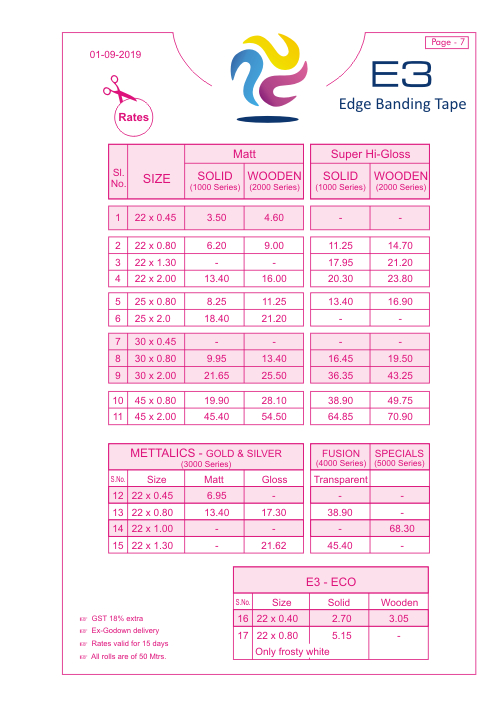 Page - 7
01-09-2019
E3
Edge Banding Tape
Rates
Sl. No. SIZE Matt Super Hi-Gloss
SOLID (1000 Series) WOODEN (2000 Series) SOLID (1000 Series) WOODEN (2000 Series)
1 22 x 0.45 3.50 4.60 - -
2 22 x 0.80 6.20 9.00 11.25 14.70
3 22 x 1.30 - - 17.95 21.20
4 22 x 2.00 13.40 16.00 20.30 23.80
5 25 x 0.80 8.25 11.25 13.40 16.90
6 25 x 2.0 18.40 21.20 - -
7 30 x 0.45 - - - -
8 30 x 0.80 9.95 13.40 16.45 19.50
9 30 x 2.00 21.65 25.50 36.35 43.25
10 45 x 0.80 19.90 28.10 38.90 49.75
11 45 x 2.00 45.40 54.50 64.85 70.90
METTALICS - GOLD & SILVER FUSION SPECIALS
(3000 Series) (4000 Series) (5000 Series)
S.No. Size Matt Gloss Transparent
12 22 x 0.45 6.95 - - -
13 22 x 0.80 13.40 17.30 38.90 -
14 22 x 1.00 - - - 68.30
15 22 x 1.30 - 21.62 45.40 -
E3 - ECO
S.No. Size Solid Wooden
16 22 x 0.40 2.70 3.05
17 22 x 0.80 5.15 -
Only frosty white
GST 18% extra
Ex-Godown delivery
Rates valid for 15 days
All rolls are of 50 Mtrs.